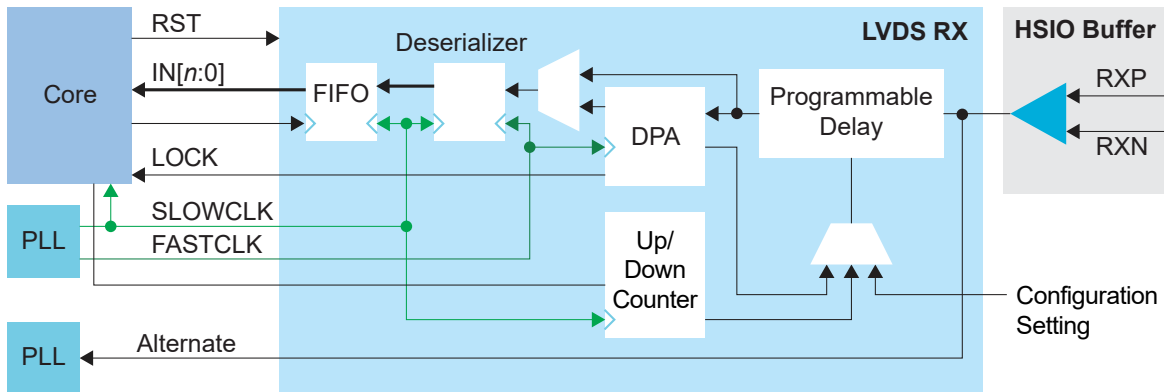 RST
LVDS RX
HSIO Buffer
Deserializer
IN[n:0]
RXP
Core
FIFO
Programmable
Delay
DPA
RXN
LOCK
SLOWCLK
PLL
FASTCLK
Up/
Down
Counter
Configuration
Setting
PLL
Alternate